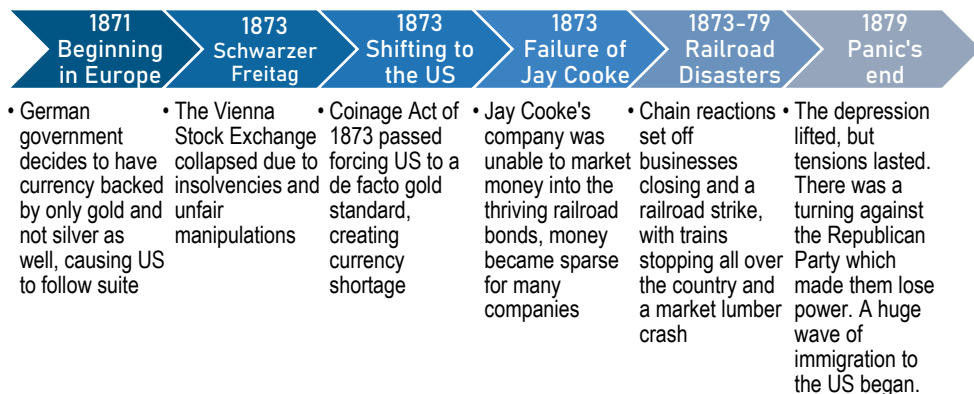 1871
Beginning
in Europe
• German
government
decides to have
currency backed
by only gold and
not silver as
well, causing US
to follow suite
1873
Schwarzer
Freitag
• The Vienna
Stock Exchange
collapsed due to
insolvencies and
unfair
manipulations
1873
Shifting to
the US
• Coinage Act of
1873 passed
forcing US to a
de facto gold
standard,
creating
currency
shortage
1873
Failure of
Jay Cooke
• Jay Cooke's
company was
unable to market
money into the
thriving railroad
bonds, money
became sparse
for many
companies
1873-79
Railroad
Disasters
• Chain reactions
set off
businesses
closing and a
railroad strike,
with trains
stopping all over
the country and
a market lumber
crash
1879
Panic's
end
• The depression
lifted, but
tensions lasted.
There was a
turning against
the Republican
Party which
made them lose
power. A huge
wave of
immigration to
the US began.